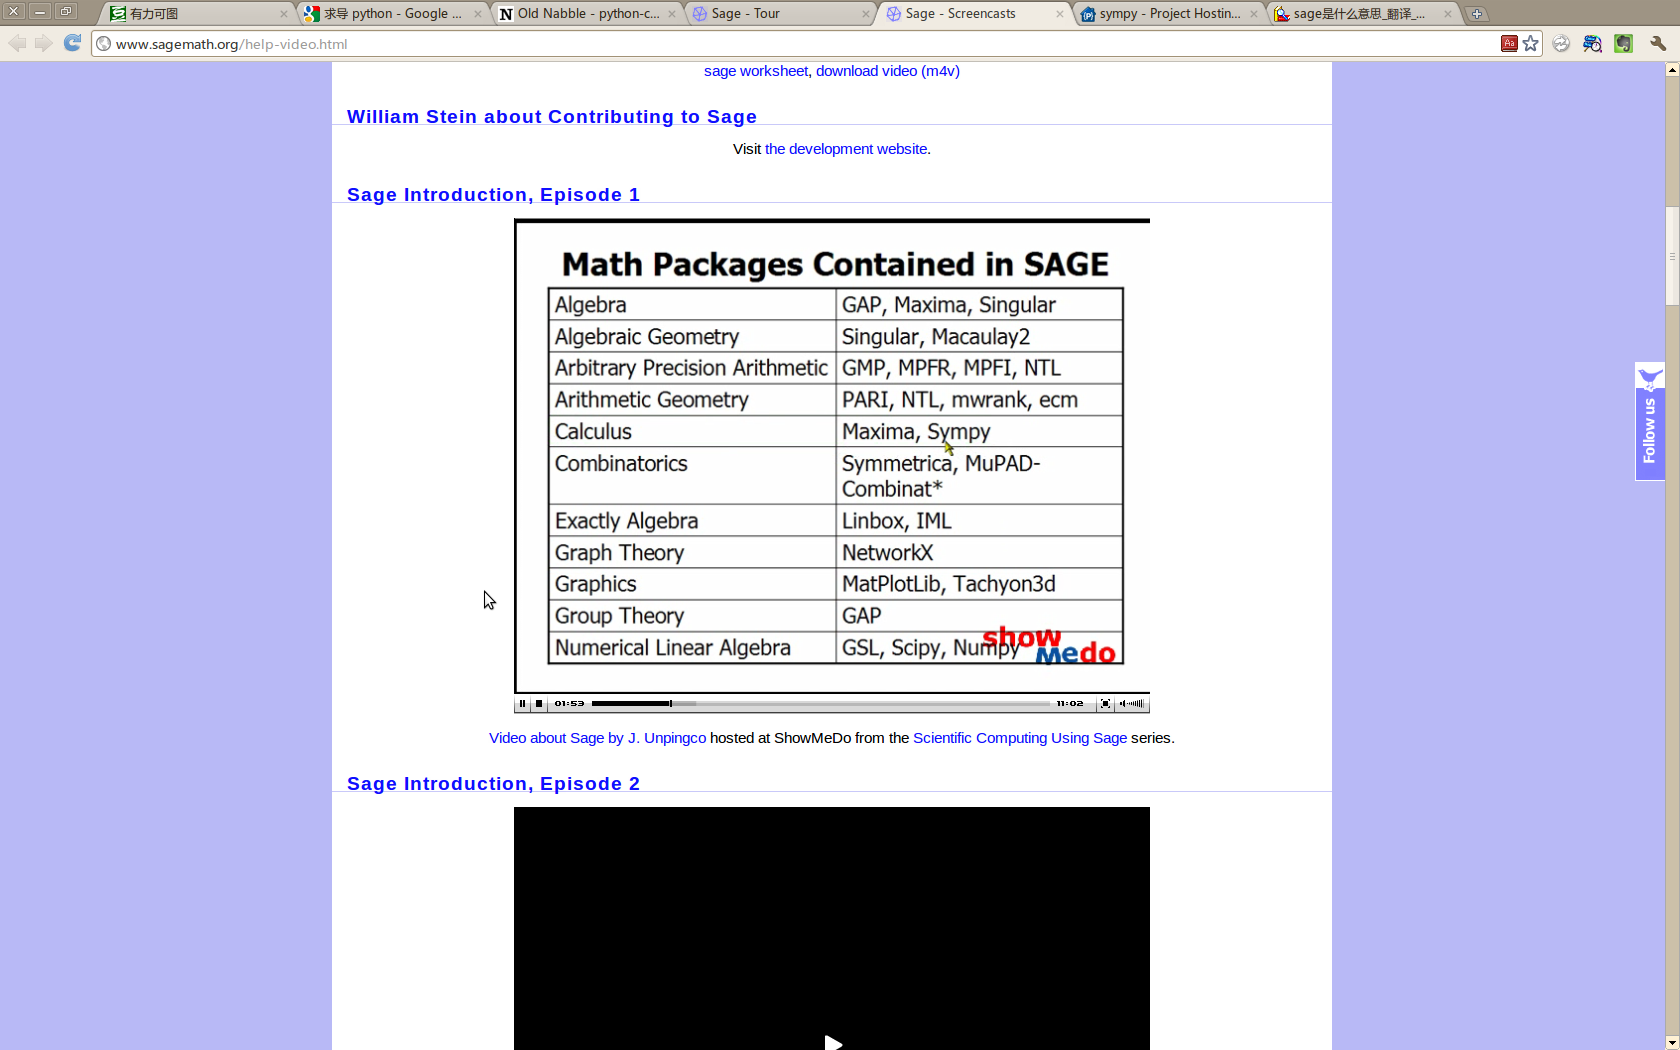 有力可图
求导 python - Google ...
Old Nabble - python-c...
Sage - Tour
Sage - Screencasts
sympy - Project Hostin...
sage是什么意思_翻译_...
www.sagemath.org/help-video.html
sage worksheet, download video (m4v)
William Stein about Contributing to Sage
Visit the development website.
Sage Introduction, Episode 1
Math Packages Contained in SAGE
Algebra GAP, Maxima, Singular
Algebraic Geometry Singular, Macaulay2
Arbitrary Precision Arithmetic GMP, MPFR, MPFI, NTL
Arithmetic Geometry PARI, NTL, mwrank, ecm
Calculus Maxima, Sympy
Combinatorics Symmetrica, MuPAD-
Combinat*
Exactly Algebra Linbox, IML
Graph Theory NetworkX
Graphics MatPlotLib, Tachyon3d
Group Theory GAP
Numerical Linear Algebra GSL, Scipy, Numpy
show
Medo
01:53 11:02
Video about Sage by J. Unpingco hosted at ShowMeDo from the Scientific Computing Using Sage series.
Sage Introduction, Episode 2
Follow us